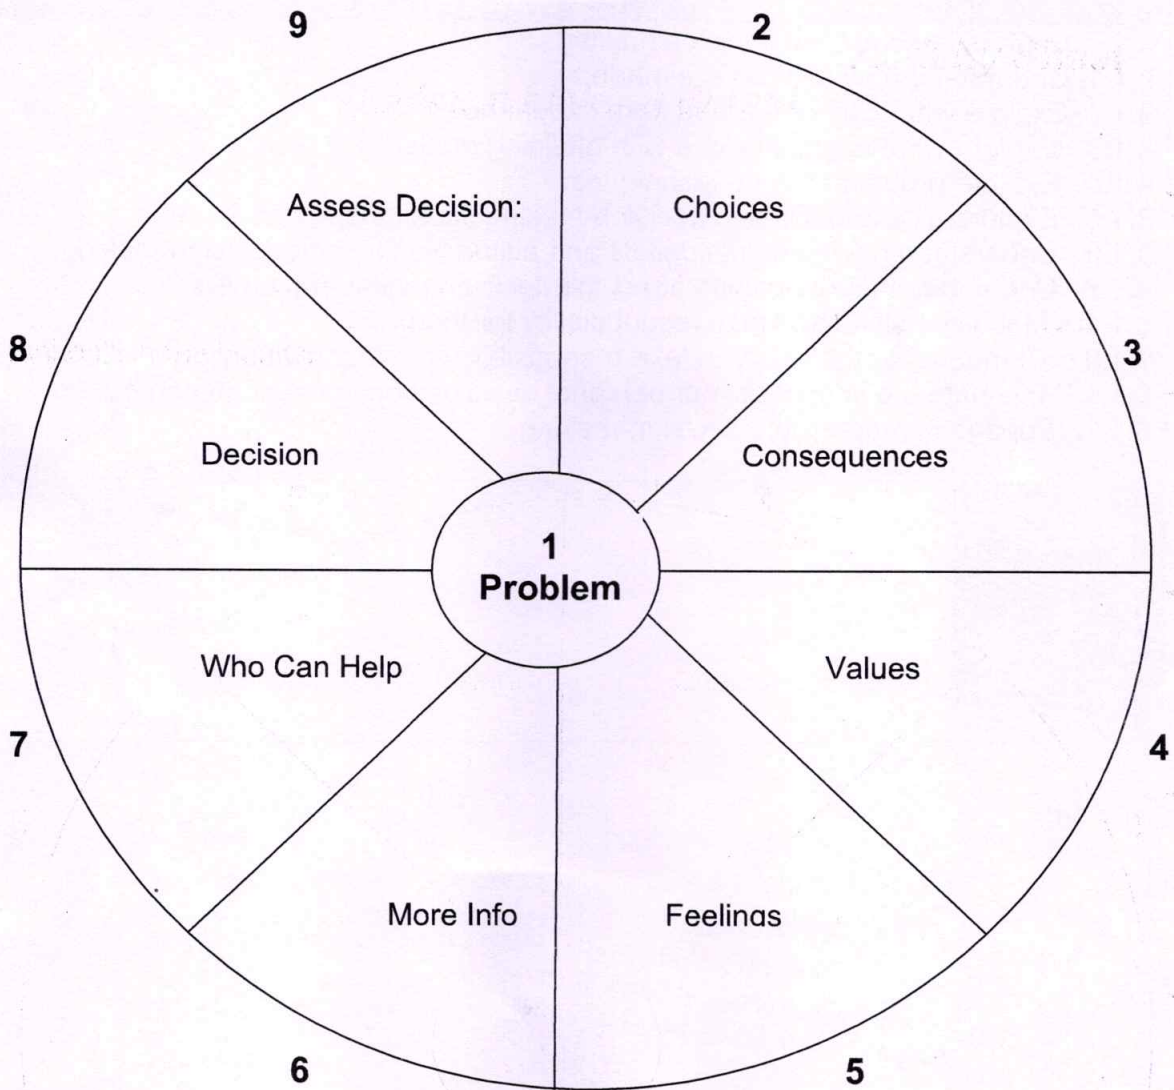 9
2
Assess Decision:
Choices
8
3
Decision
Consequences
1
Problem
Who Can Help
Values
7
4
More Info
Feelings
6
5